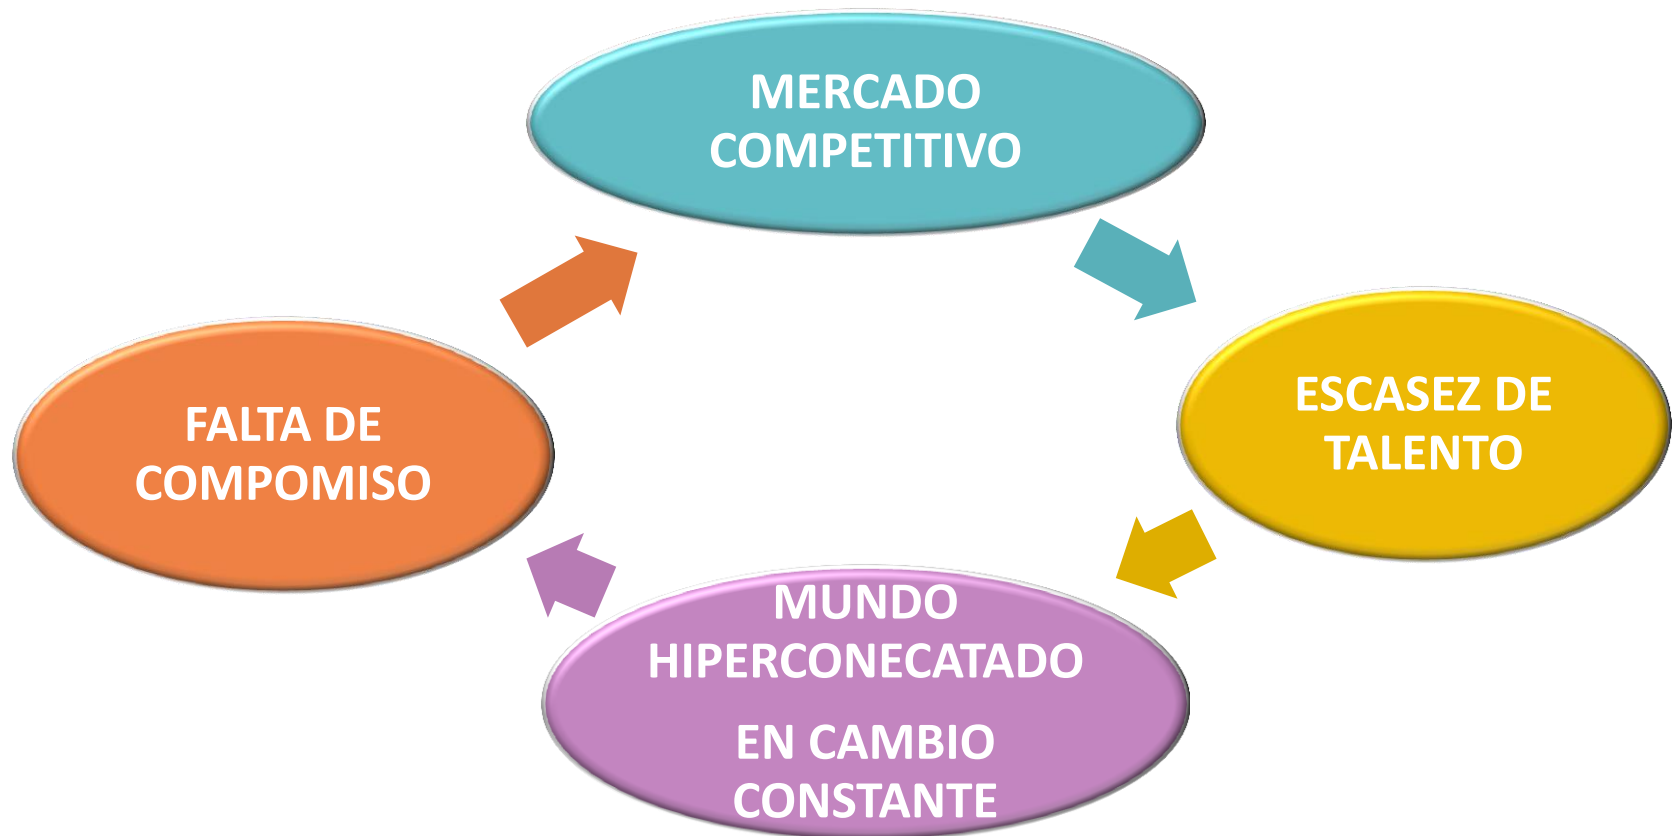 MERCADO
COMPETITIVO
ESCASEZ DE
TALENTO
MUNDO
HIPERCONECATADO
EN CAMBIO
CONSTANTE
FALTA DE
COMPOMISO